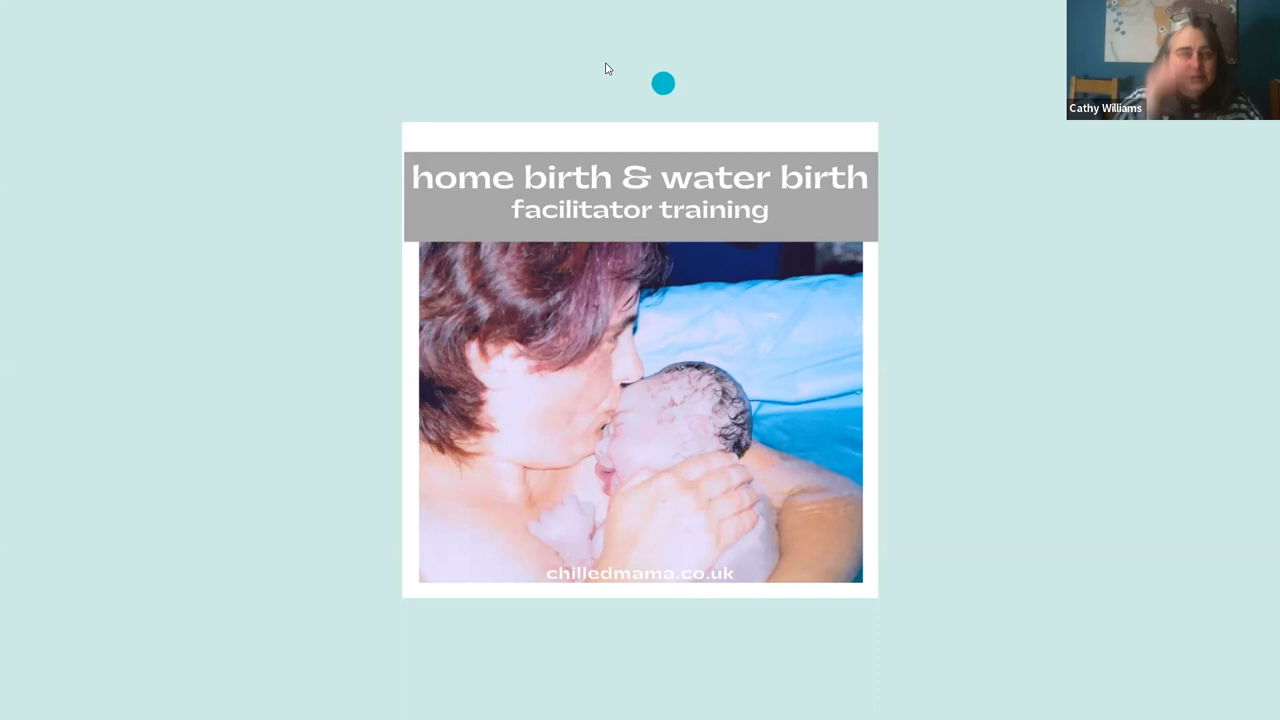 Cathy Williams
home birth & water birth
facilitator training
chilledmama.co.uk